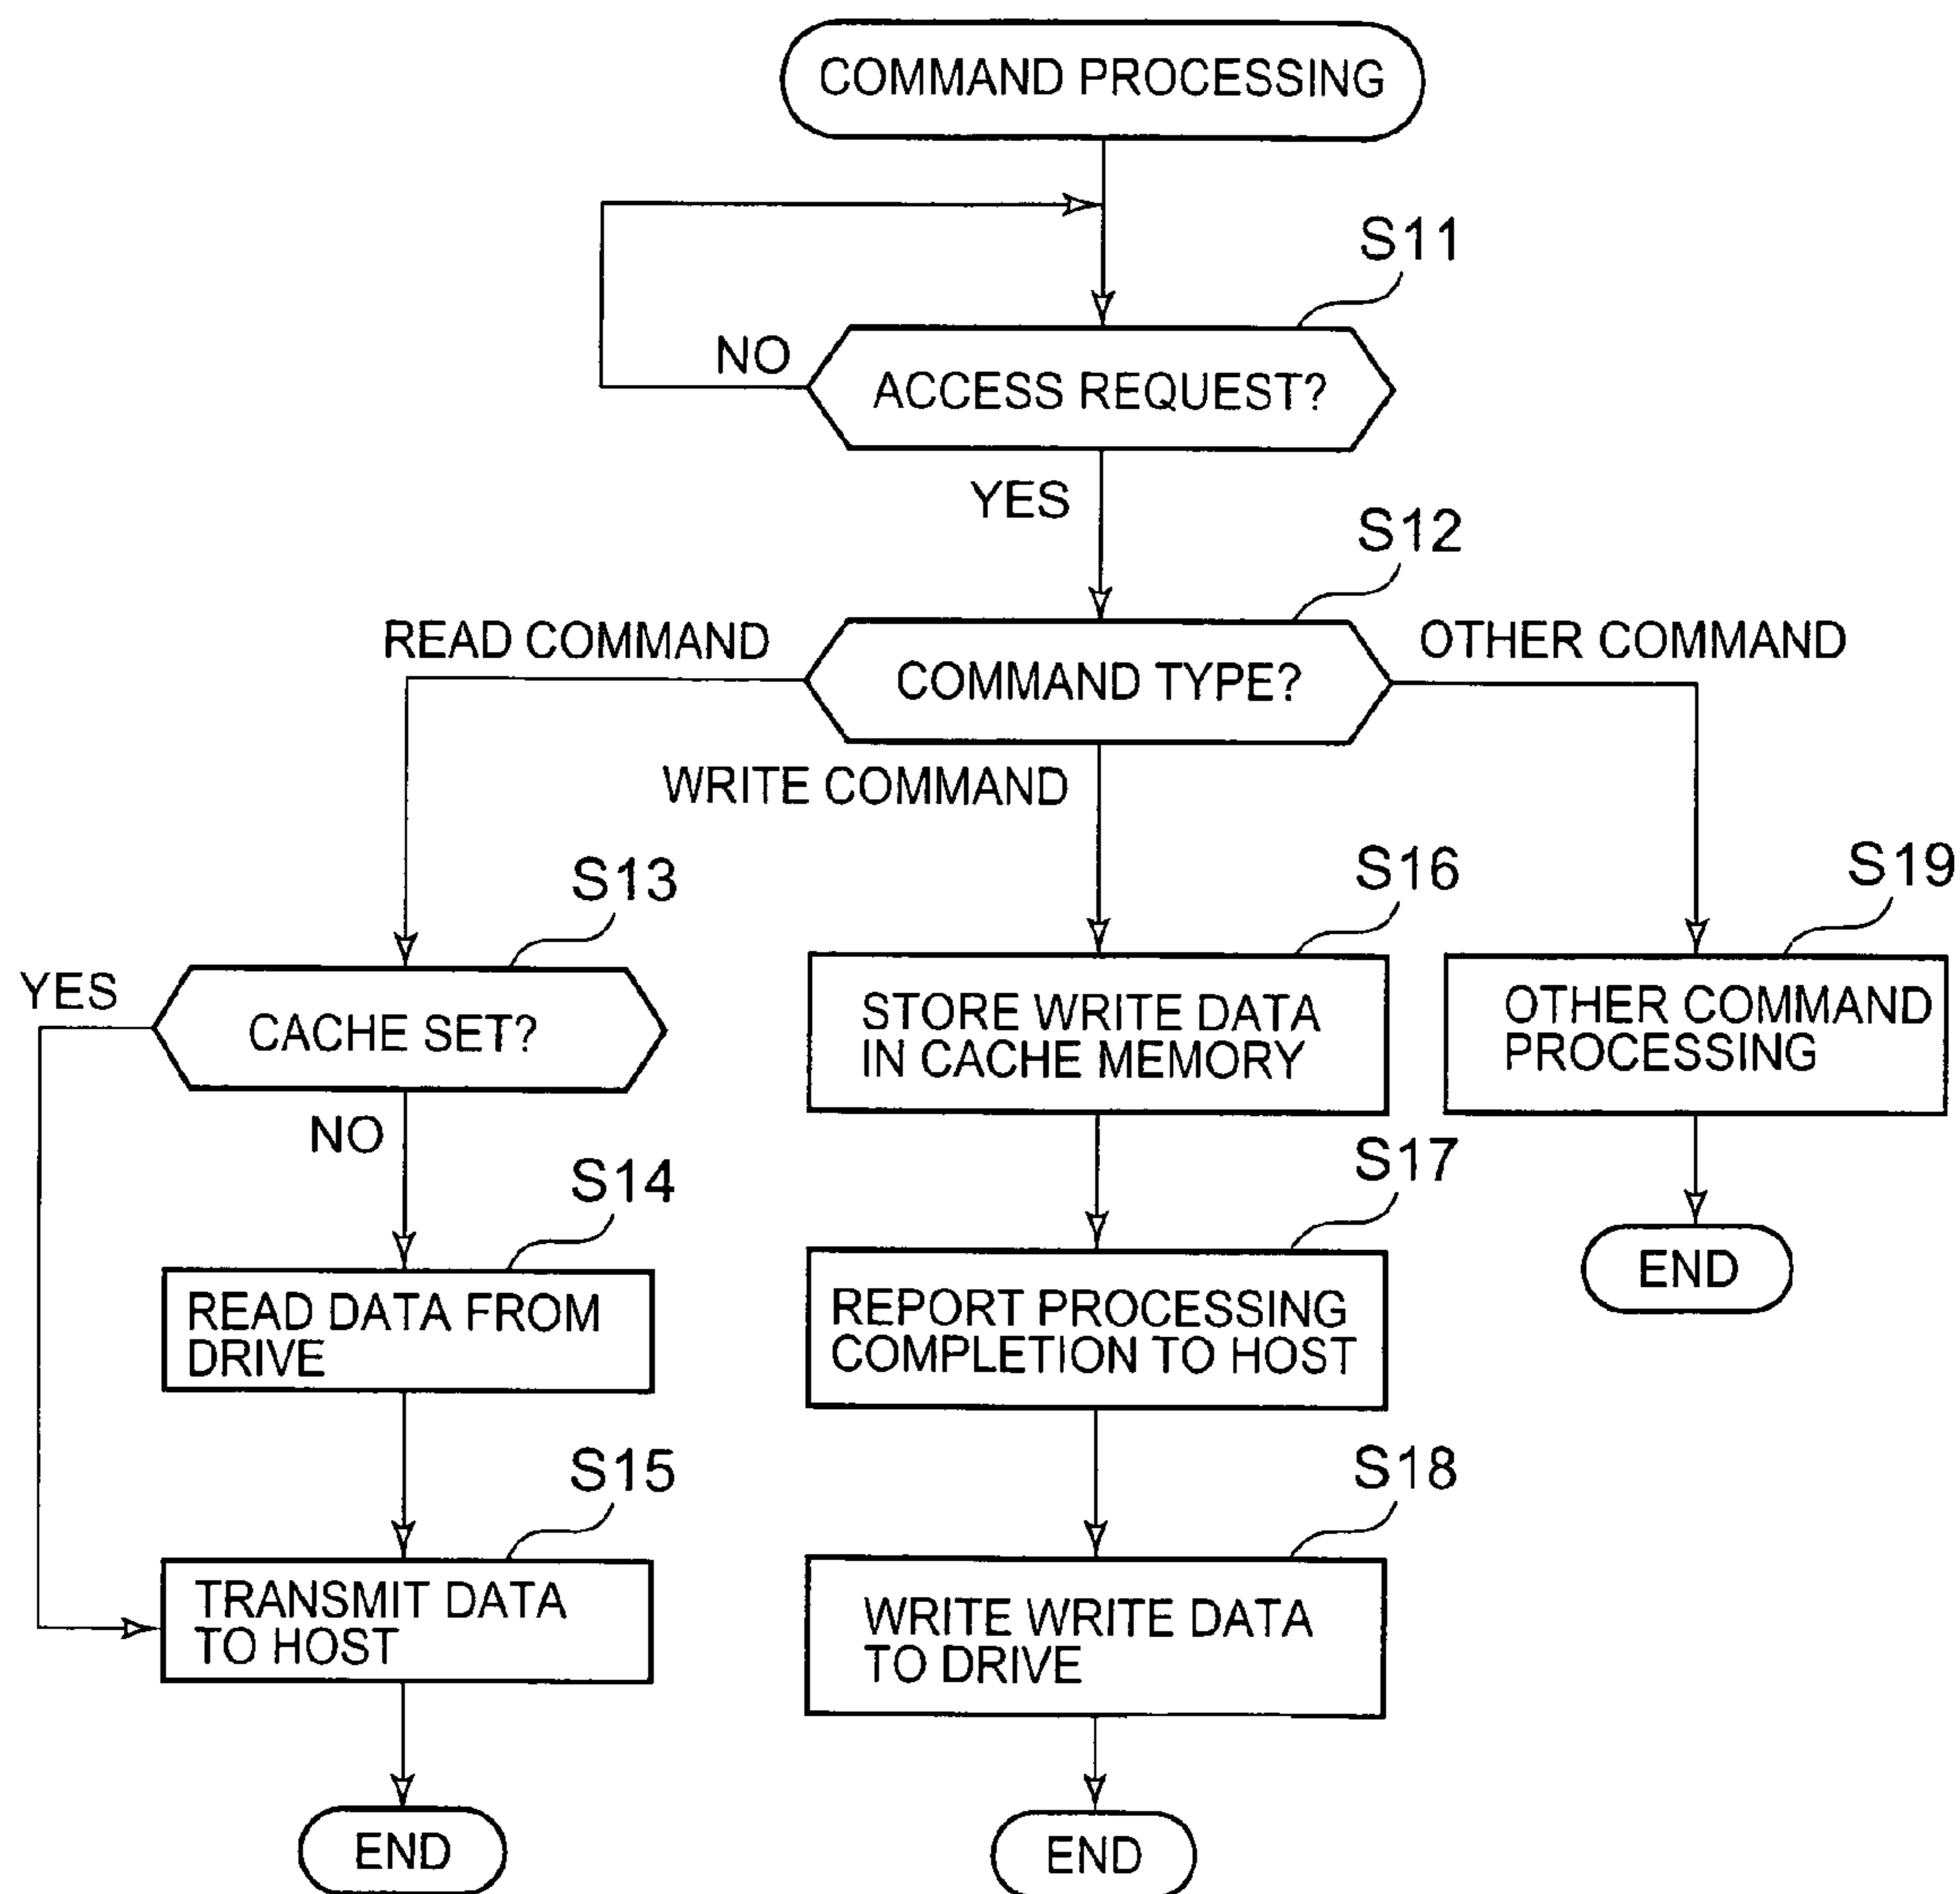 COMMAND PROCESSING
S11
NO
ACCESS REQUEST?
YES
S12
READ COMMAND
OTHER COMMAND
COMMAND TYPE?
WRITE COMMAND
S13
S16
S19
YES
CACHE SET?
STORE WRITE DATA
IN CACHE MEMORY
OTHER COMMAND
PROCESSING
NO
S14
S17
READ DATA FROM
DRIVE
REPORT PROCESSING
COMPLETION TO HOST
END
S15
S18
TRANSMIT DATA
TO HOST
WRITE WRITE DATA
TO DRIVE
END
END